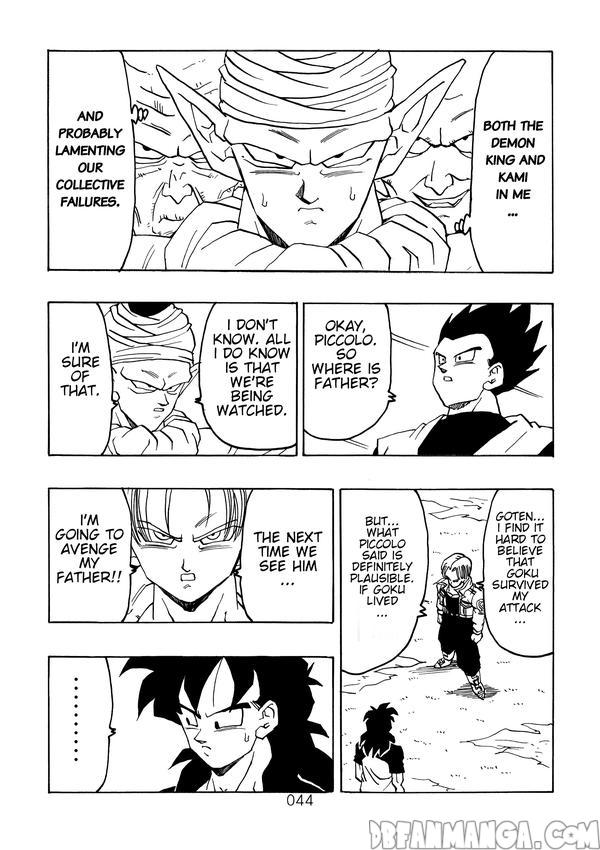 BOTH THE
DEMON
KING AND
KAMI
IN ME
...
AND
PROBABLY
LAMENTING
OUR
COLLECTIVE
FAILURES.
OKAY,
PICCOLO.
SO
WHERE IS
FATHER?
I DON'T
KNOW. ALL
I DO KNOW
IS THAT
WE'RE
BEING
WATCHED.
I'M
SURE
OF
THAT.
GOTEN...
I FIND IT
HARD TO
BELIEVE
THAT
GOKU
SURVIVED
MY
ATTACK
...
BUT...
WHAT
PICCOLO
SAID IS
DEFINITELY
PLAUSIBLE.
IF GOKU
LIVED
...
THE NEXT
TIME WE
SEE HIM
...
I'M
GOING TO
AVENGE
MY
FATHER!!
.........
044
DBFANMANGA.COM